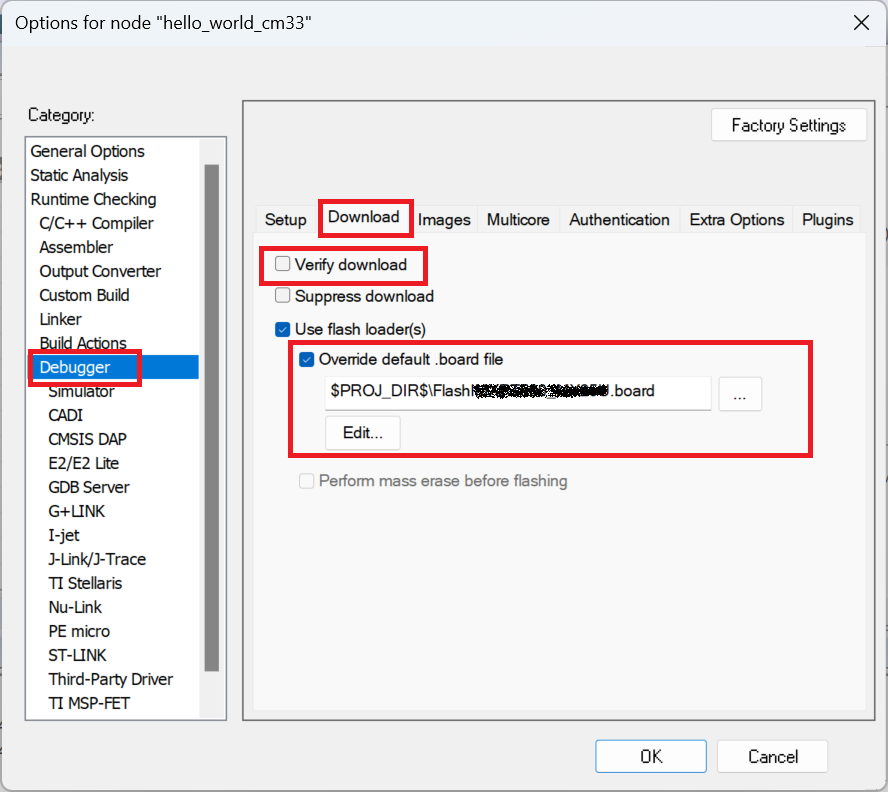 Options for node "hello_world_cm33"
Category:
General Options
Static Analysis
Runtime Checking
C/C++ Compiler
Assembler
Output Converter
Custom Build
Linker
Build Actions
Debugger
Simulator
CADI
CMSIS DAP
E2/E2 Lite
GDB Server
G+LINK
I-jet
J-Link/J-Trace
TI Stellaris
Nu-Link
PE micro
ST-LINK
Third-Party Driver
TI MSP-FET
Factory Settings
Setup Download Images Multicore Authentication Extra Options Plugins
Verify download
Suppress download
Use flash loader(s)
Override default .board file
$PROJ_DIR$\Flash .board
...
Edit...
Perform mass erase before flashing
OK Cancel